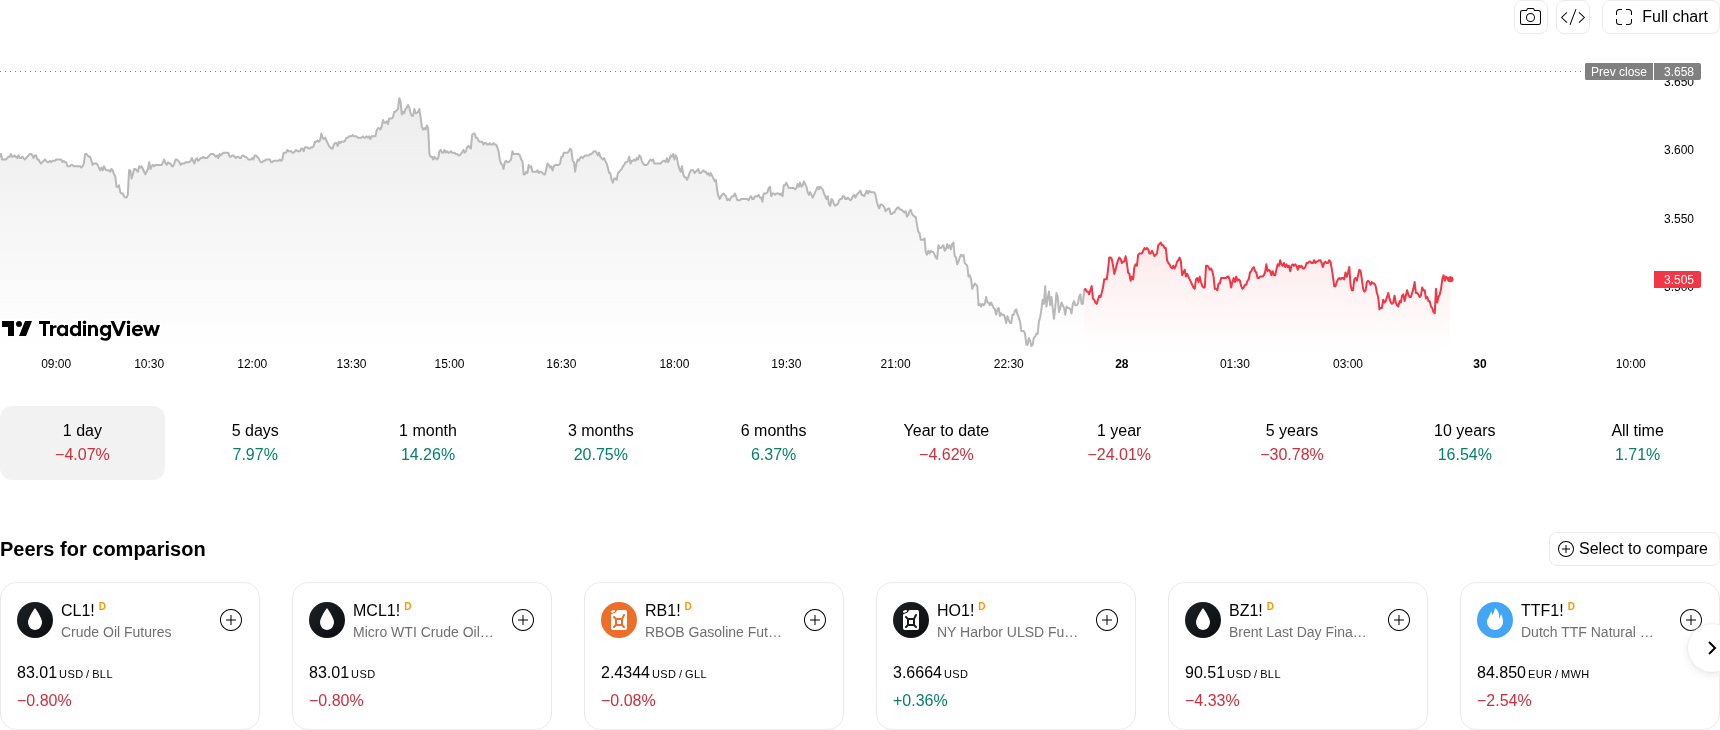 Full chart
Prev close 3.658
3.650
3.600
3.550
3.505
3.500
TradingView
09:00 10:30 12:00 13:30 15:00 16:30 18:00 19:30 21:00 22:30 28 01:30 03:00 30 10:00
1 day 5 days 1 month 3 months 6 months Year to date 1 year 5 years 10 years All time
−4.07% 7.97% 14.26% 20.75% 6.37% −4.62% −24.01% −30.78% 16.54% 1.71%
Peers for comparison
Select to compare
CL1! D
Crude Oil Futures
83.01 USD / BLL
−0.80%
MCL1! D
Micro WTI Crude Oil…
83.01 USD
−0.80%
RB1! D
RBOB Gasoline Fut…
2.4344 USD / GLL
−0.08%
HO1! D
NY Harbor ULSD Fu…
3.6664 USD
+0.36%
BZ1! D
Brent Last Day Fina…
90.51 USD / BLL
−4.33%
TTF1! D
Dutch TTF Natural …
84.850 EUR / MWH
−2.54%